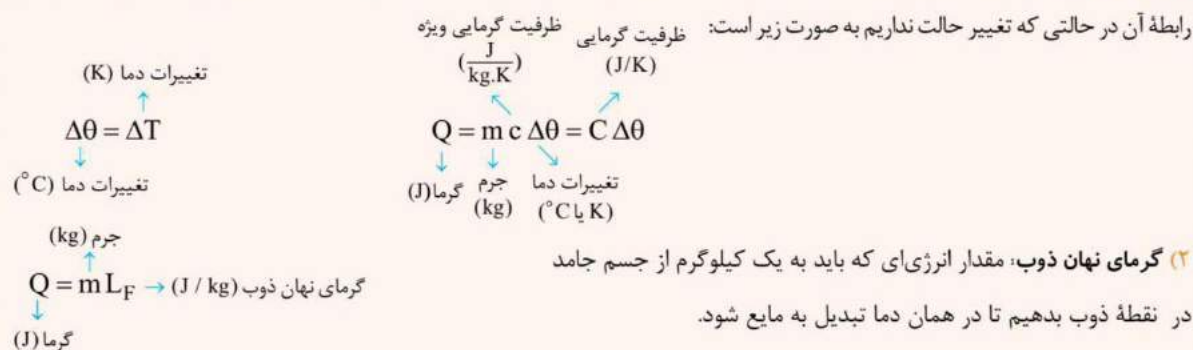 رابطهٔ آن در حالتی که تغییر حالت نداریم به صورت زیر است:
ظرفیت گرمایی
(J/K)
ظرفیت گرمایی ویژه
(J/kg.K)
Q = m c Δθ = C Δθ
گرما(J)
جرم
(kg)
تغییرات دما
(K یا °C)
تغییرات دما (K)
Δθ = ΔT
تغییرات دما (°C)
۲) گرمای نهان ذوب: مقدار انرژی‌ای که باید به یک کیلوگرم از جسم جامد
در نقطهٔ ذوب بدهیم تا در همان دما تبدیل به مایع شود.
جرم (kg)
Q = m L_F → گرمای نهان ذوب (J / kg)
گرما(J)